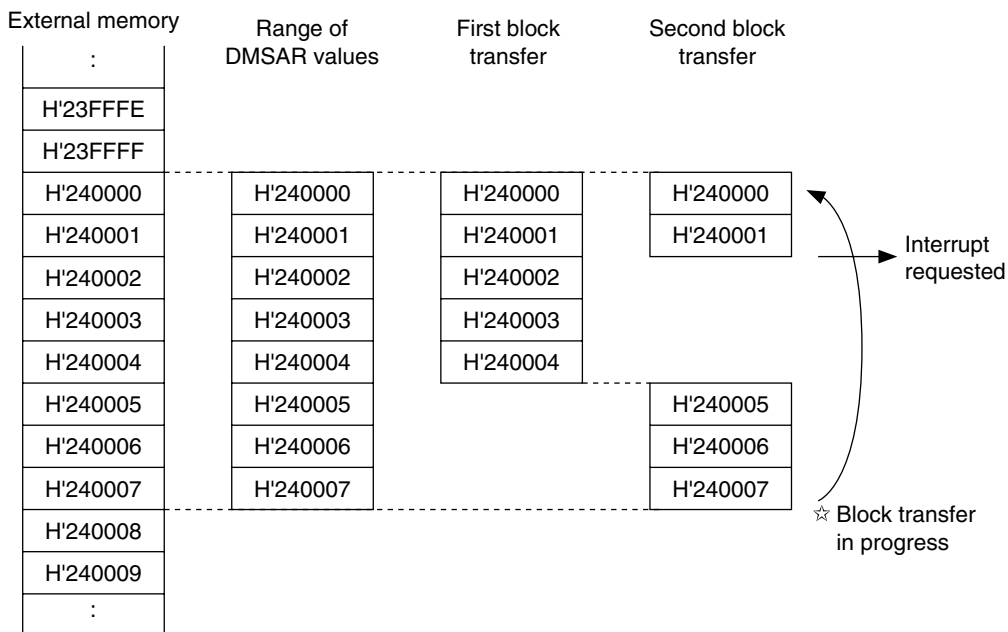 External memory
Range of
DMSAR values
First block
transfer
Second block
transfer
:
H'23FFFE
H'23FFFF
H'240000
H'240001
H'240002
H'240003
H'240004
H'240005
H'240006
H'240007
H'240008
H'240009
:
H'240000
H'240001
H'240002
H'240003
H'240004
H'240005
H'240006
H'240007
H'240000
H'240001
H'240002
H'240003
H'240004
H'240000
H'240001
H'240005
H'240006
H'240007
Interrupt
requested
☆ Block transfer
in progress